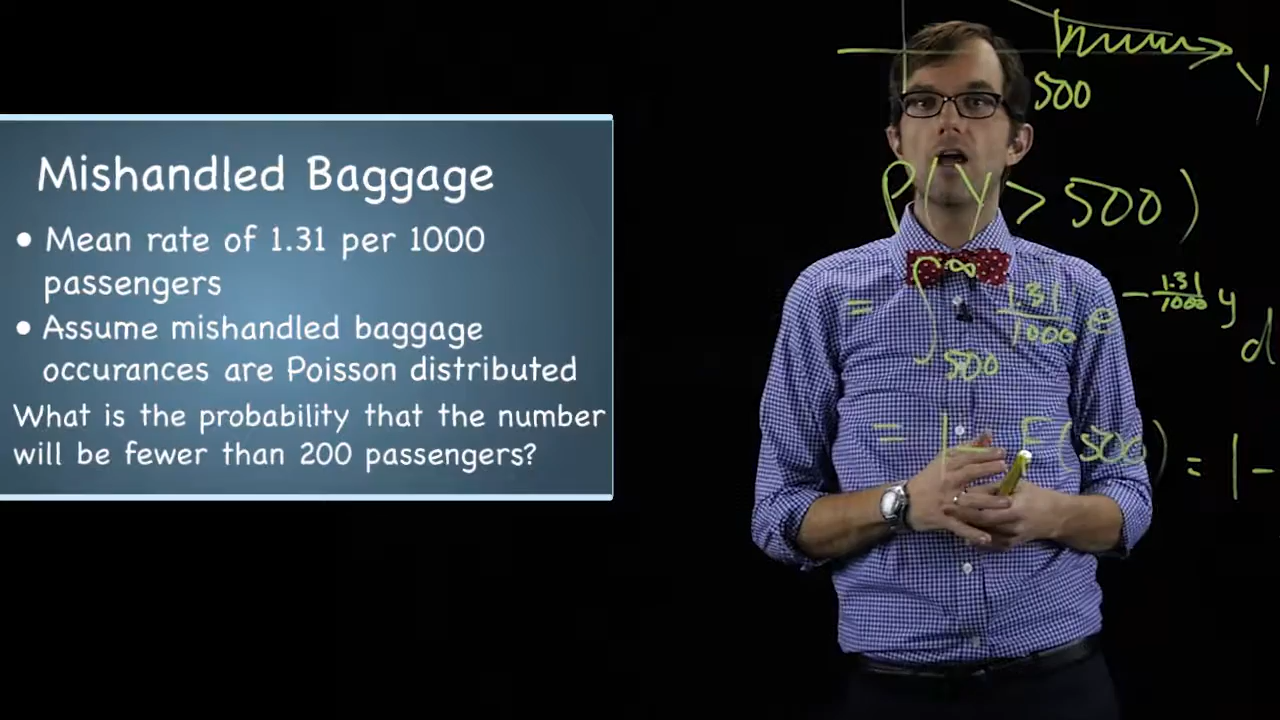 Mishandled Baggage
• Mean rate of 1.31 per 1000
passengers
• Assume mishandled baggage
occurances are Poisson distributed
What is the probability that the number
will be fewer than 200 passengers?
500 Y
P(Y > 500)
= ∫₅₀₀^∞ 1.31/1000 e^(-1.31/1000 y) d
= 1 - F(500) = 1 -